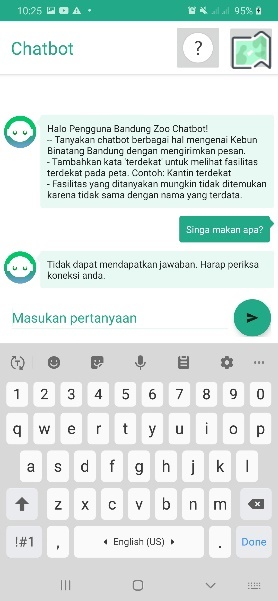 10:25 95%
Chatbot
?
Halo Pengguna Bandung Zoo Chatbot!
-- Tanyakan chatbot berbagai hal mengenai Kebun
Binatang Bandung dengan mengirimkan pesan.
- Tambahkan kata 'terdekat' untuk melihat fasilitas
terdekat pada peta. Contoh: Kantin terdekat
- Fasilitas yang ditanyakan mungkin tidak ditemukan
karena tidak sama dengan nama yang terdata.
Singa makan apa?
Tidak dapat mendapatkan jawaban. Harap periksa
koneksi anda.
Masukan pertanyaan
1 2 3 4 5 6 7 8 9 0
q w e r t y u i o p
a s d f g h j k l
z x c v b n m
!#1 , English (US) . Done